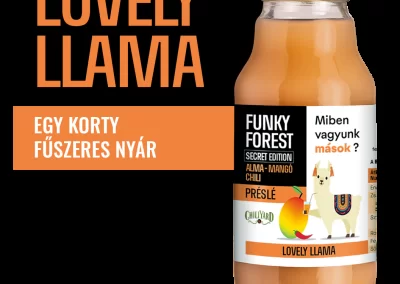 LOVELY
LLAMA
EGY KORTY
FŰSZERES NYÁR
FUNKY
FOREST
SECRET EDITION
ALMA-MANGÓ
CHILI
PRÉSLÉ
CHILIYARD
LOVELY LLAMA
Miben
vagyunk
mások?